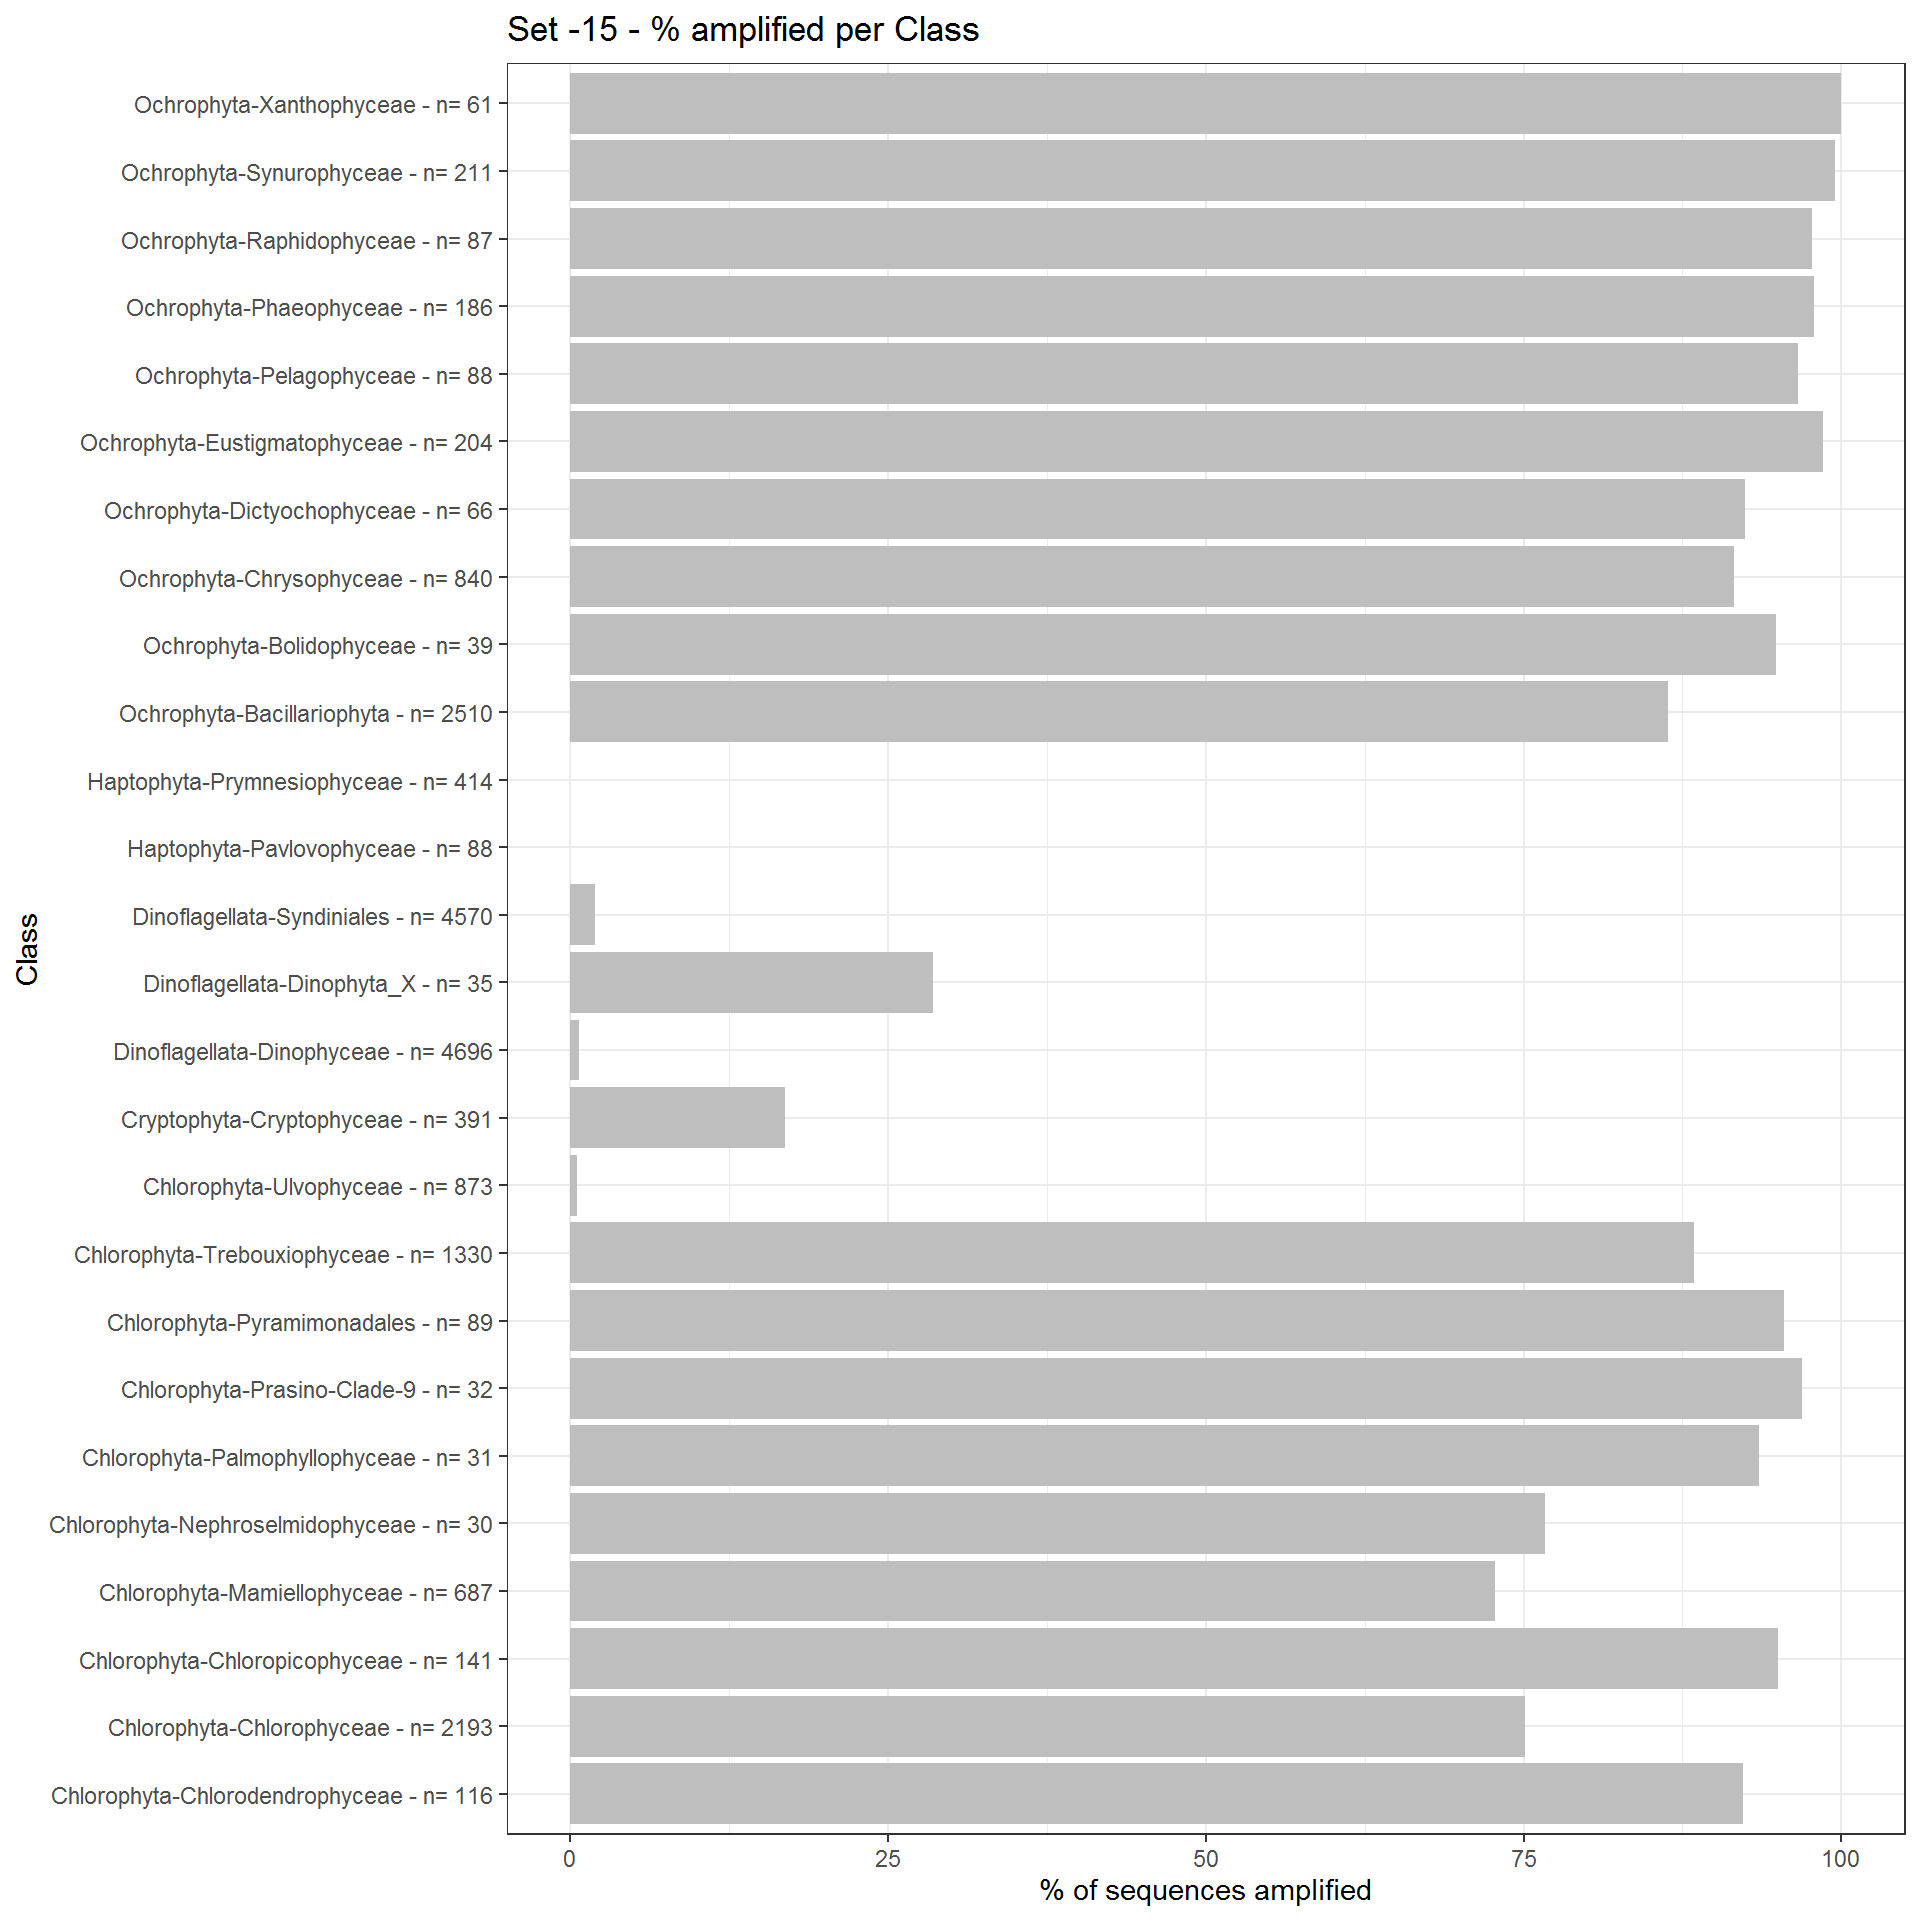 Set -15 - % amplified per Class
Ochrophyta-Xanthophyceae - n= 61
Ochrophyta-Synurophyceae - n= 211
Ochrophyta-Raphidophyceae - n= 87
Ochrophyta-Phaeophyceae - n= 186
Ochrophyta-Pelagophyceae - n= 88
Ochrophyta-Eustigmatophyceae - n= 204
Ochrophyta-Dictyochophyceae - n= 66
Ochrophyta-Chrysophyceae - n= 840
Ochrophyta-Bolidophyceae - n= 39
Ochrophyta-Bacillariophyta - n= 2510
Haptophyta-Prymnesiophyceae - n= 414
Haptophyta-Pavlovophyceae - n= 88
Dinoflagellata-Syndiniales - n= 4570
Dinoflagellata-Dinophyta_X - n= 35
Dinoflagellata-Dinophyceae - n= 4696
Cryptophyta-Cryptophyceae - n= 391
Chlorophyta-Ulvophyceae - n= 873
Chlorophyta-Trebouxiophyceae - n= 1330
Chlorophyta-Pyramimonadales - n= 89
Chlorophyta-Prasino-Clade-9 - n= 32
Chlorophyta-Palmophyllophyceae - n= 31
Chlorophyta-Nephroselmidophyceae - n= 30
Chlorophyta-Mamiellophyceae - n= 687
Chlorophyta-Chloropicophyceae - n= 141
Chlorophyta-Chlorophyceae - n= 2193
Chlorophyta-Chlorodendrophyceae - n= 116
Class
0 25 50 75 100
% of sequences amplified